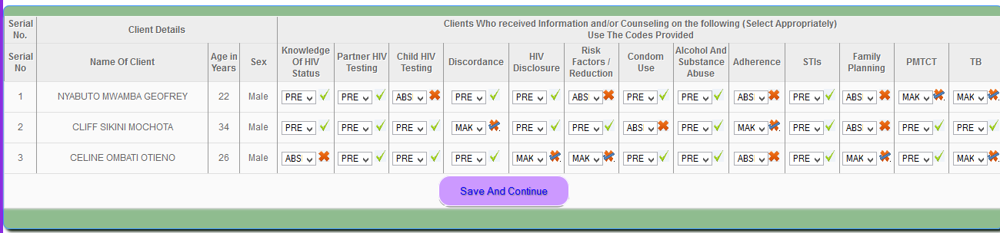 Serial No. Client Details Clients Who received Information and/or Counseling on the following (Select Appropriately)
Use The Codes Provided
Serial No Name Of Client Age in Years Sex Knowledge Of HIV Status Partner HIV Testing Child HIV Testing Discordance HIV Disclosure Risk Factors / Reduction Condom Use Alcohol And Substance Abuse Adherence STIs Family Planning PMTCT TB
1 NYABUTO MWAMBA GEOFREY 22 Male PRE PRE ABS PRE PRE ABS PRE PRE ABS PRE ABS MAK MAK
2 CLIFF SIKINI MOCHOTA 34 Male PRE PRE PRE MAK PRE PRE ABS PRE MAK PRE ABS PRE PRE
3 CELINE OMBATI OTIENO 26 Male ABS PRE PRE PRE MAK MAK PRE PRE ABS PRE MAK PRE MAK
Save And Continue